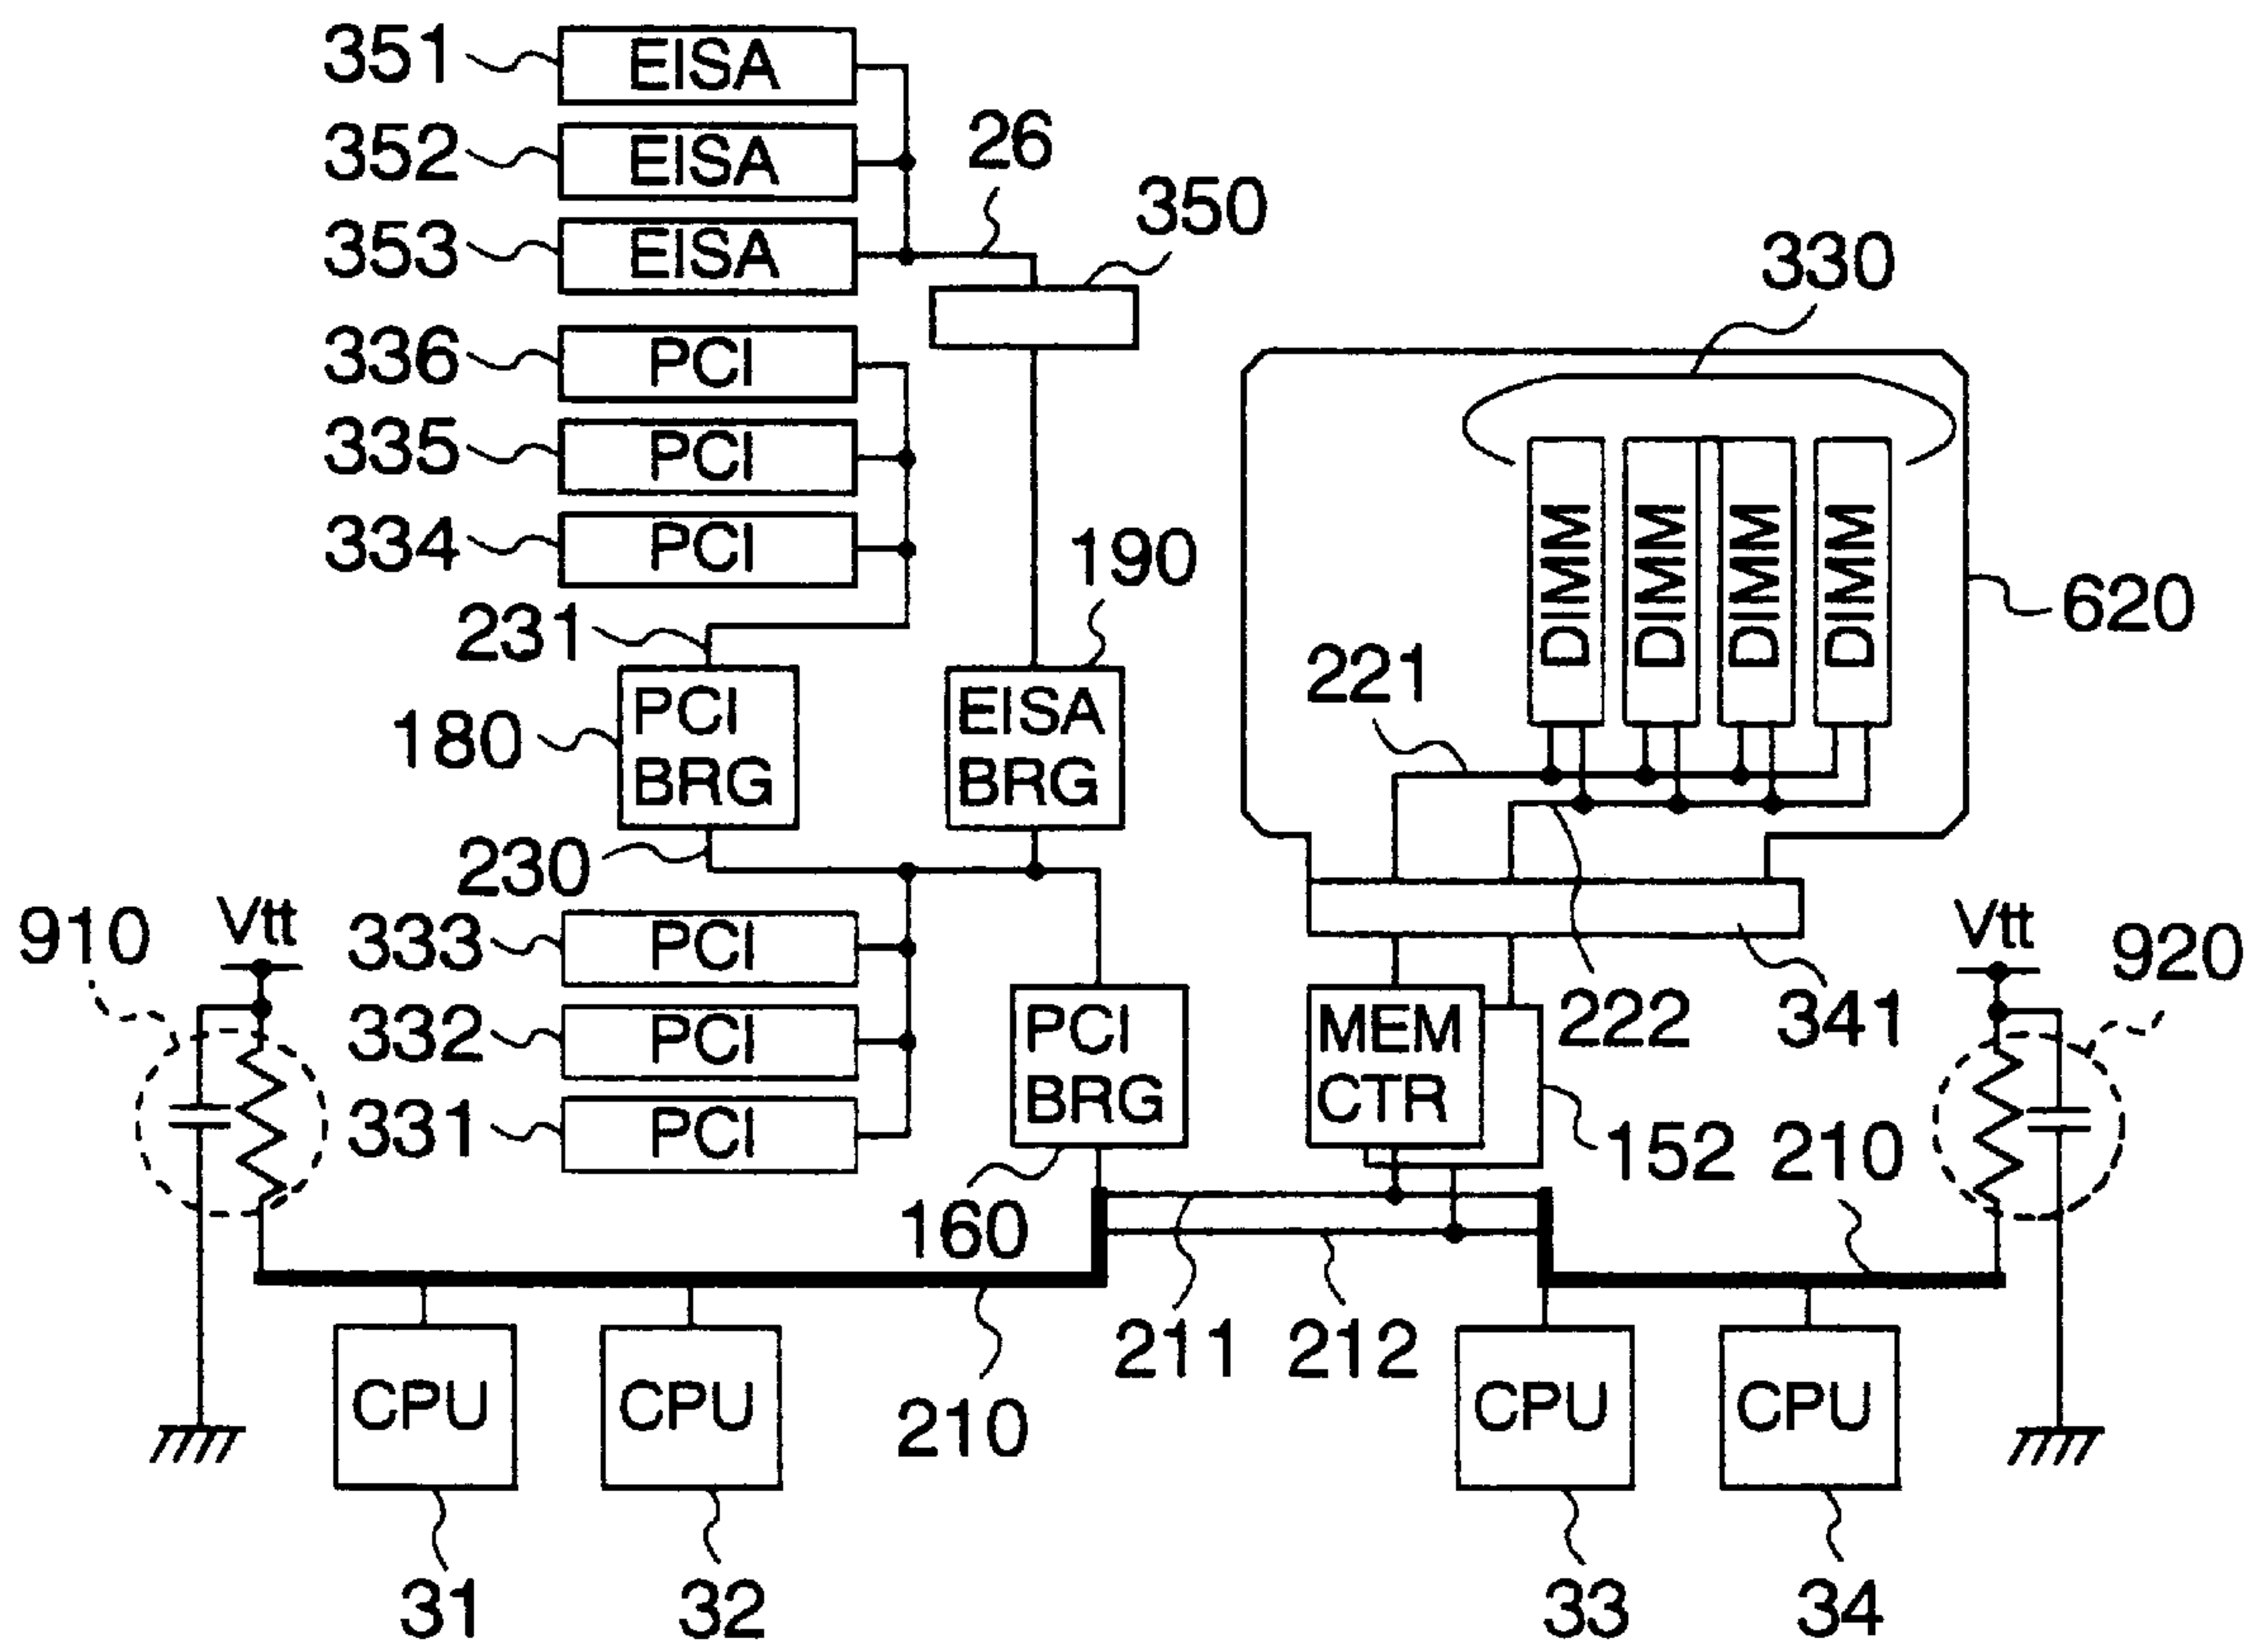 351 EISA
352 EISA
26
350
353 EISA
330
336 PCI
335 PCI
334 PCI
190
DIMM DIMM DIMM DIMM
620
231
221
180 PCI BRG
EISA BRG
230
910 Vtt
333 PCI
Vtt 920
332 PCI
PCI BRG
MEM CTR
222 341
331 PCI
152 210
160
211 212
CPU CPU 210 CPU CPU
31 32 33 34